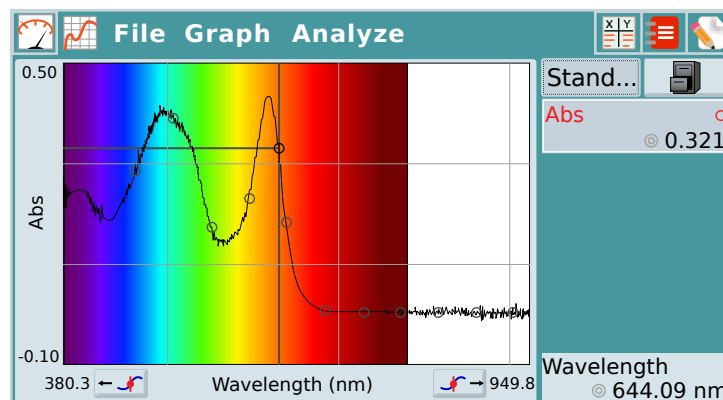 File Graph Analyze
X Y
0.50
Abs
-0.10
380.3
Wavelength (nm)
949.8
Stand...
Abs
0.321
Wavelength
644.09 nm